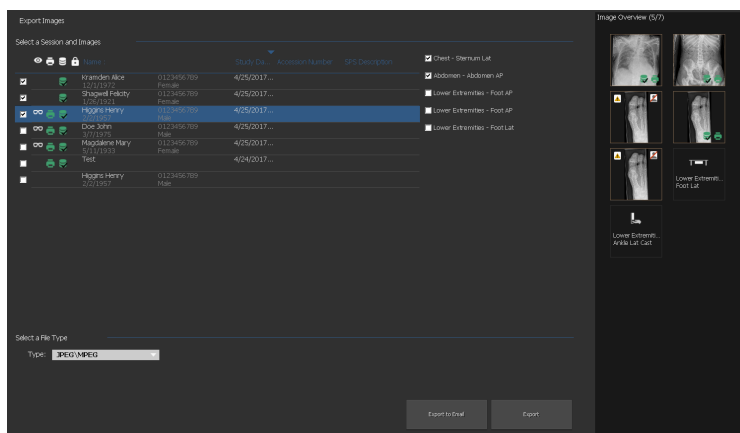 Export Images
Image Overview (5/7)
Select a Session and Images
Name
Study Da... Accession Number RPS Description
Kramden Alice 0123456789 4/25/2017...
12/1/1972 Female
Shagwell Felicity 0123456789 4/25/2017...
1/26/1921 Female
Higgins Henry 0123456789 4/25/2017...
2/2/1957 Male
Doe John 0123456789 4/25/2017...
3/7/1975 Male
Magdalene Mary 0123456789 4/25/2017...
5/11/1933 Female
Test 4/24/2017...
Higgins Henry 0123456789
2/2/1957 Male
Chest - Sternum Lat
Abdomen - Abdomen AP
Lower Extremities - Foot AP
Lower Extremities - Foot AP
Lower Extremities - Foot Lat
Lower Extremiti...
Foot Lat
Lower Extremiti...
Ankle Lat Cast
Select a File Type
Type: JPEG\MPEG
Export to Email
Export